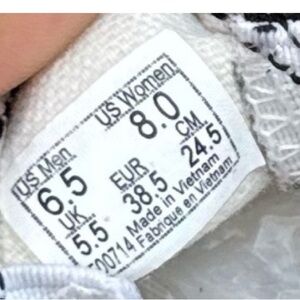 US Men US Women
6.5 8.0
UK EUR CM
5.5 38.5 24.5
00714 Made in Vietnam
Fabriqué en Vietnam